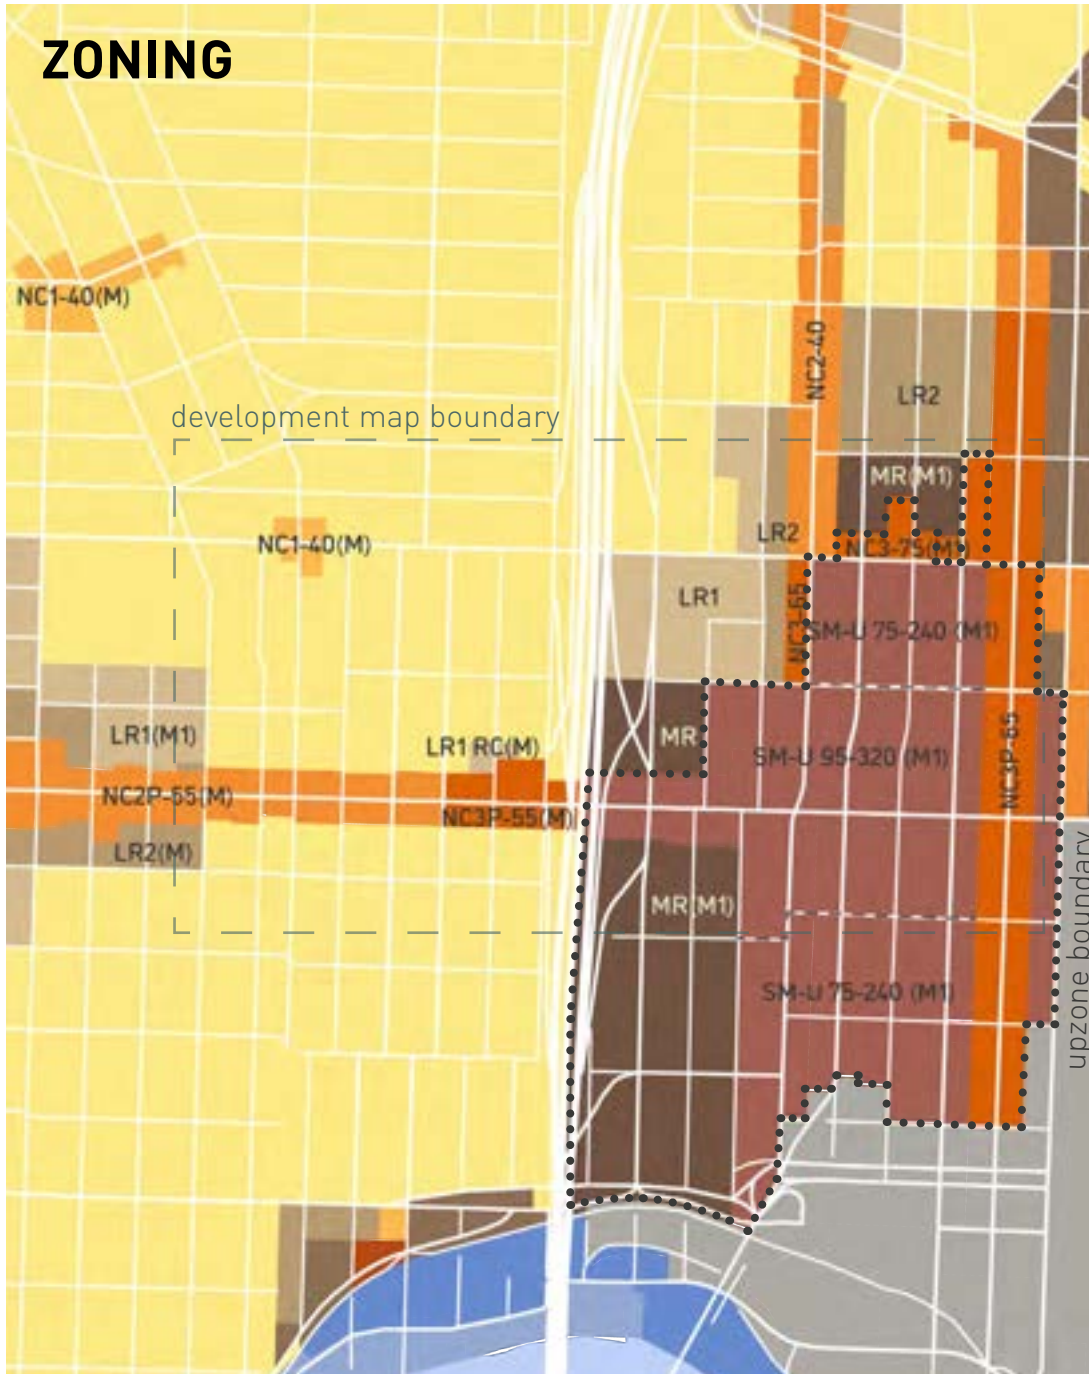 ZONING
NC1-40(M)
NC2-40
LR2
development map boundary
MR(M1)
LR2
NC1-40(M)
NC3-75(M1)
LR1
NC3-65
SM-U 75-240 (M1)
LR1(M1)
LR1 RC(M)
MR
SM-U 95-320 (M1)
NC3P-65
NC2P-55(M)
NC3P-55(M)
LR2(M)
MR(M1)
upzone boundary
SM-U 75-240 (M1)